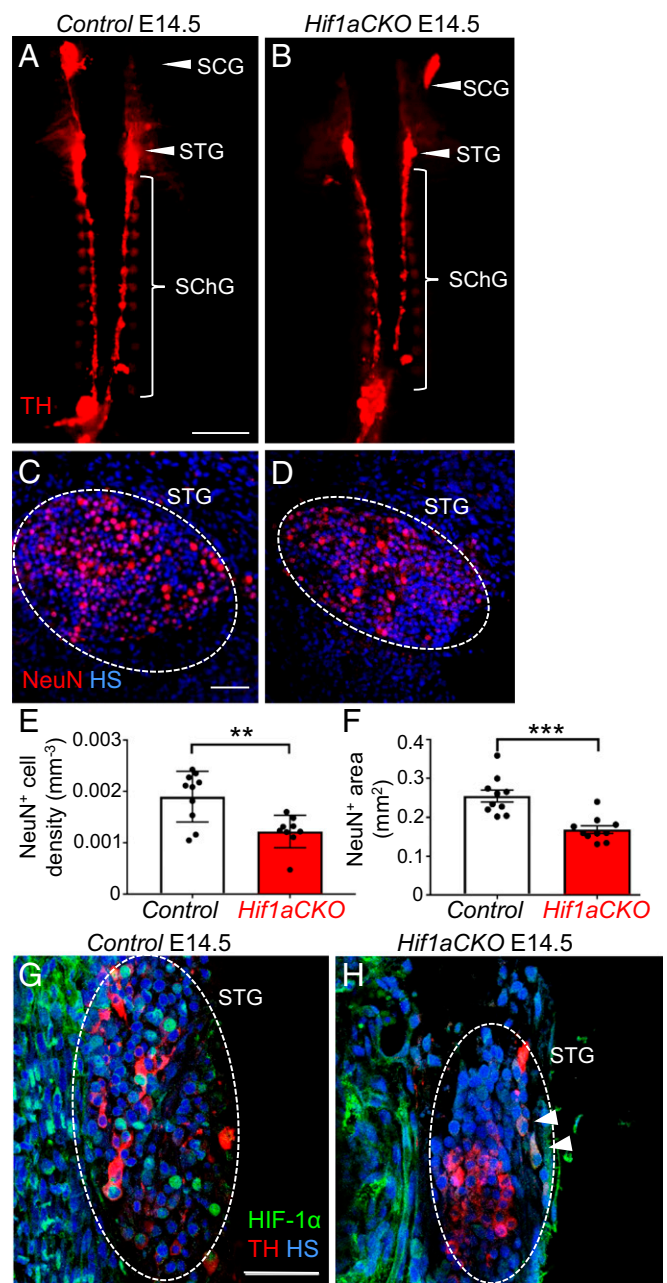 Control E14.5
Hif1aCKO E14.5
A
SCG
STG
SChG
TH
B
SCG
STG
SChG
C
STG
NeuN HS
D
STG
E
NeuN⁺ cell
density (mm⁻³)
0.003
0.002
0.001
0
**
Control
Hif1aCKO
F
NeuN⁺ area
(mm²)
0.4
0.3
0.2
0.1
0
***
Control
Hif1aCKO
Control E14.5
Hif1aCKO E14.5
G
STG
HIF-1α
TH HS
H
STG